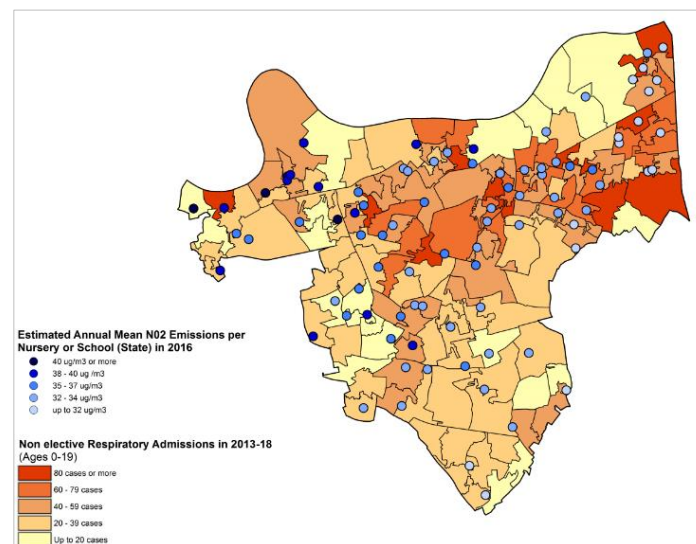 Estimated Annual Mean N02 Emissions per
Nursery or School (State) in 2016
40 ug/m3 or more
38 - 40 ug /m3
35 - 37 ug/m3
32 - 34 ug/m3
up to 32 ug/m3
Non elective Respiratory Admissions in 2013-18
(Ages 0-19)
80 cases or more
60 - 79 cases
40 - 59 cases
20 - 39 cases
Up to 20 cases